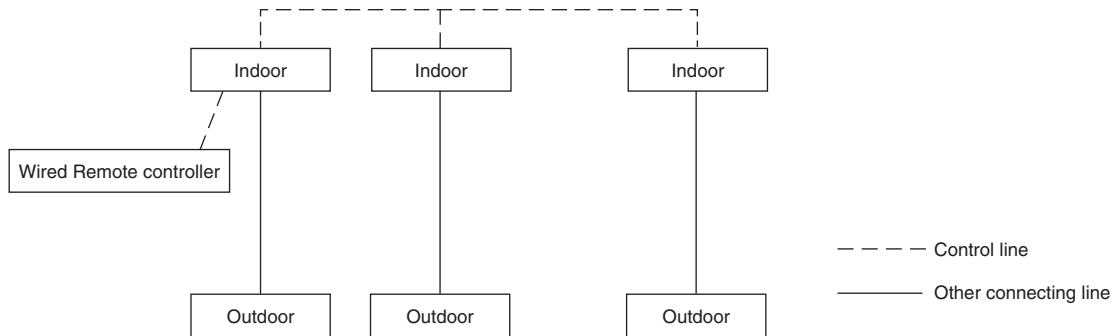 Indoor Indoor Indoor
Wired Remote controller
Control line
Other connecting line
Outdoor Outdoor Outdoor